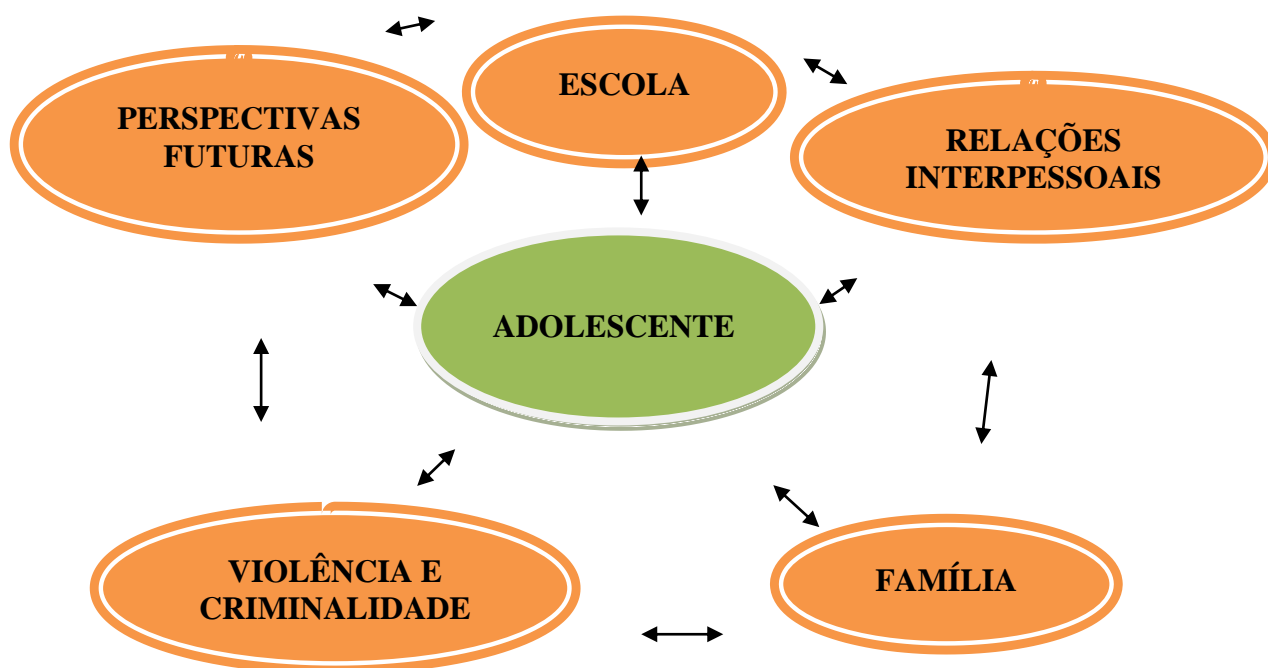 ESCOLA
PERSPECTIVAS
FUTURAS
RELAÇÕES
INTERPESSOAIS
ADOLESCENTE
VIOLÊNCIA E
CRIMINALIDADE
FAMÍLIA